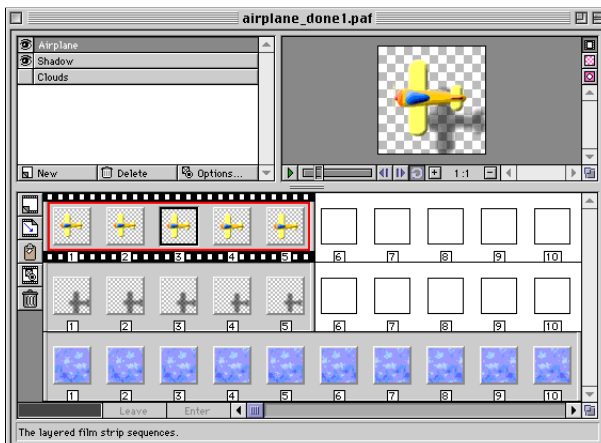 airplane_done1.paf
Airplane
Shadow
Clouds
New Delete Options...
1:1
1 2 3 4 5 6 7 8 9 10
1 2 3 4 5 6 7 8 9 10
1 2 3 4 5 6 7 8 9 10
Leave Enter
The layered film strip sequences.